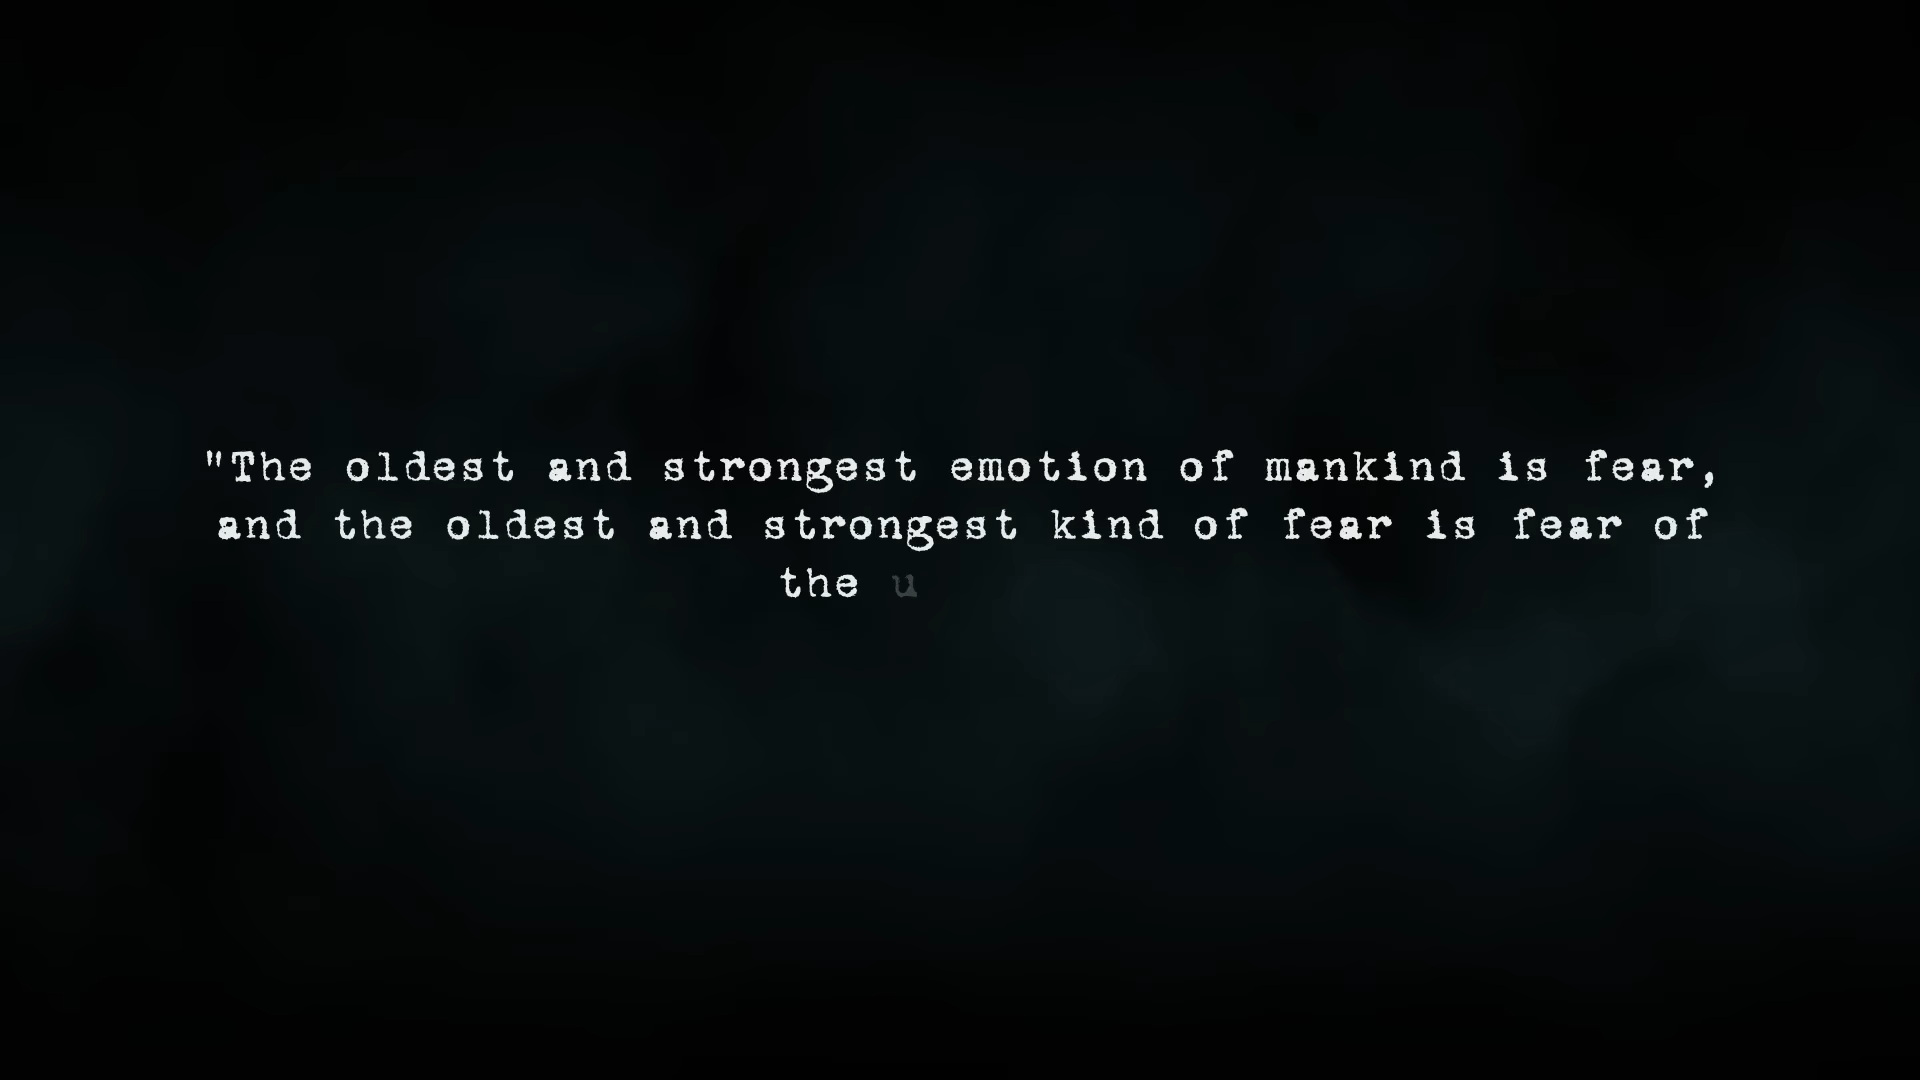 "The oldest and strongest emotion of mankind is fear,
and the oldest and strongest kind of fear is fear of
the u